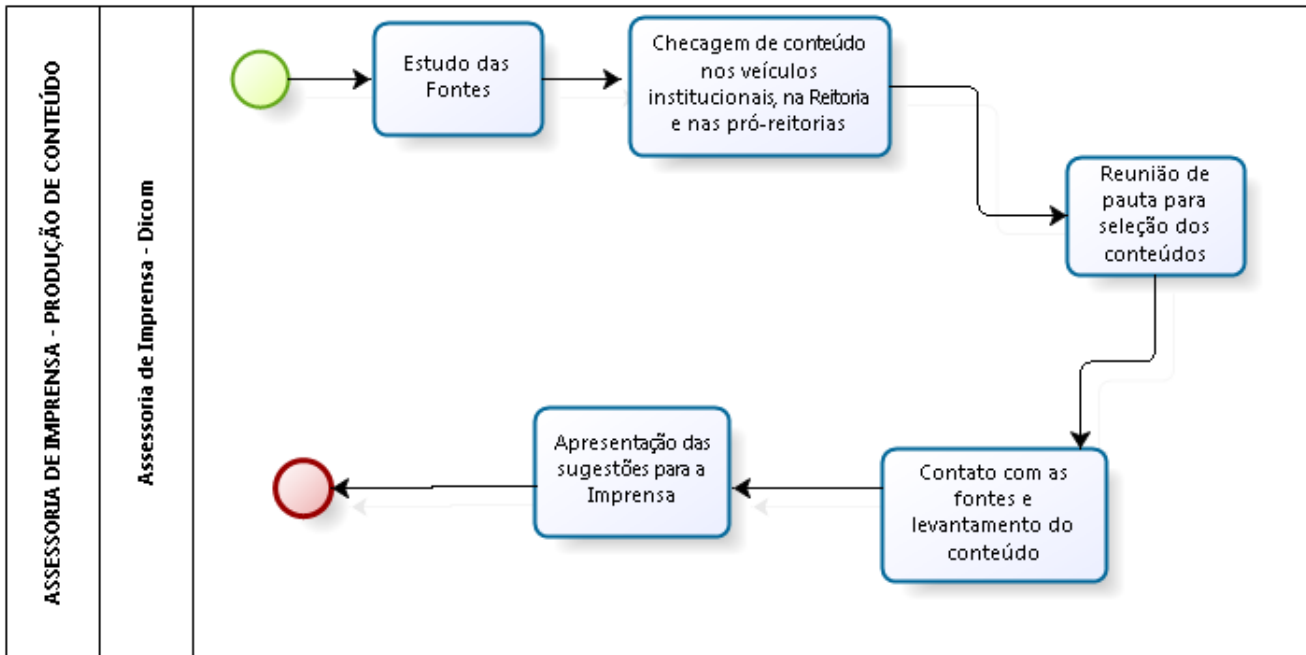 ASSESSORIA DE IMPRENSA - PRODUÇÃO DE CONTEÚDO
Assessoria de Imprensa - Dicom
Estudo das
Fontes
Checagem de conteúdo
nos veículos
institucionais, na Reitoria
e nas pró-reitorias
Reunião de
pauta para
seleção dos
conteúdos
Contato com as
fontes e
levantamento do
conteúdo
Apresentação das
sugestões para a
Imprensa